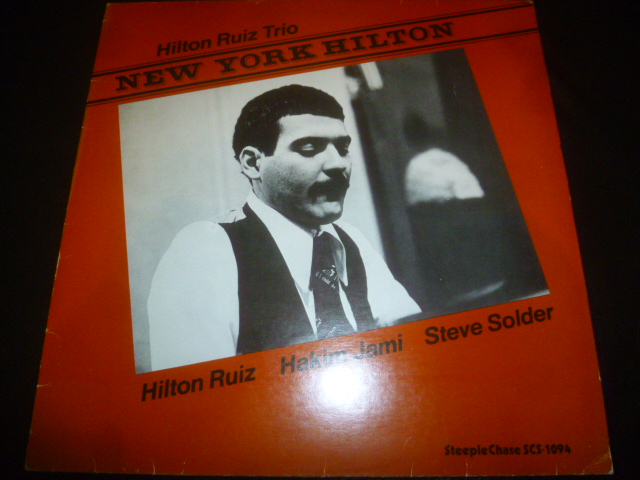 Hilton Ruiz Trio
NEW YORK HILTON
Hilton Ruiz Hakim Jami Steve Solder
SteepleChase SCS-1094